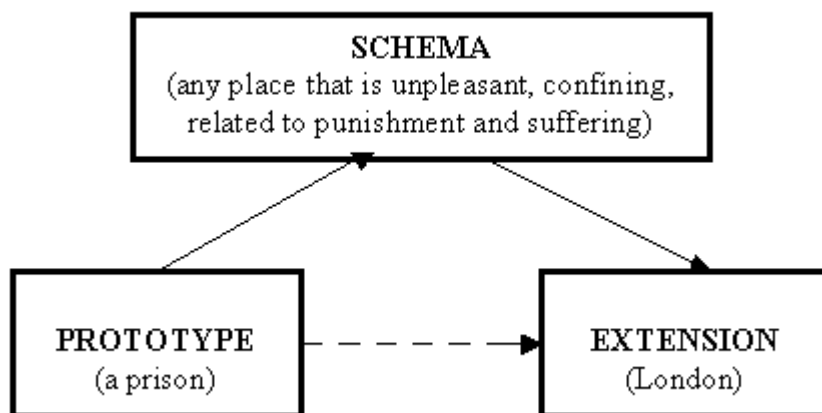 SCHEMA
(any place that is unpleasant, confining,
related to punishment and suffering)
PROTOTYPE
(a prison)
EXTENSION
(London)